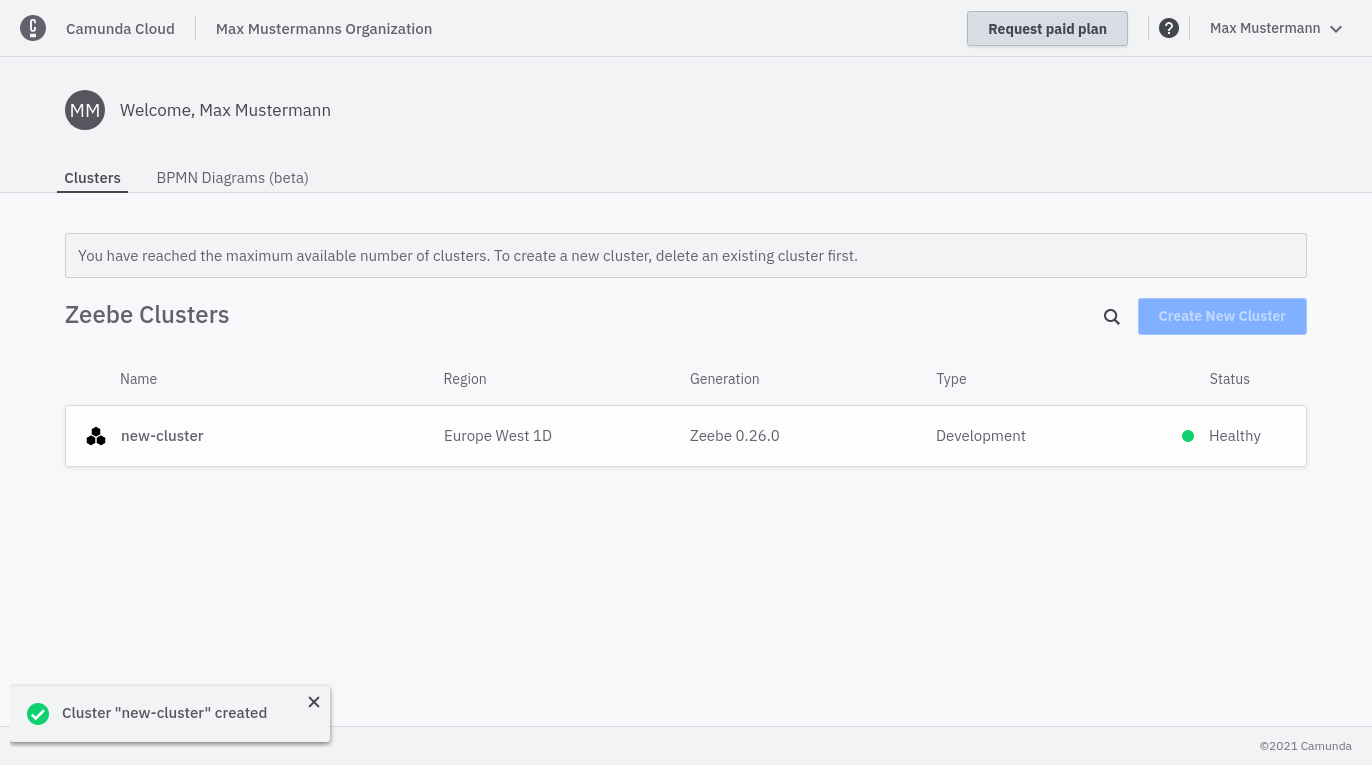 Camunda Cloud
Max Mustermanns Organization
Request paid plan
Max Mustermann
MM
Welcome, Max Mustermann
Clusters
BPMN Diagrams (beta)
You have reached the maximum available number of clusters. To create a new cluster, delete an existing cluster first.
Zeebe Clusters
Create New Cluster
Name Region Generation Type Status
new-cluster Europe West 1D Zeebe 0.26.0 Development Healthy
Cluster "new-cluster" created
©2021 Camunda